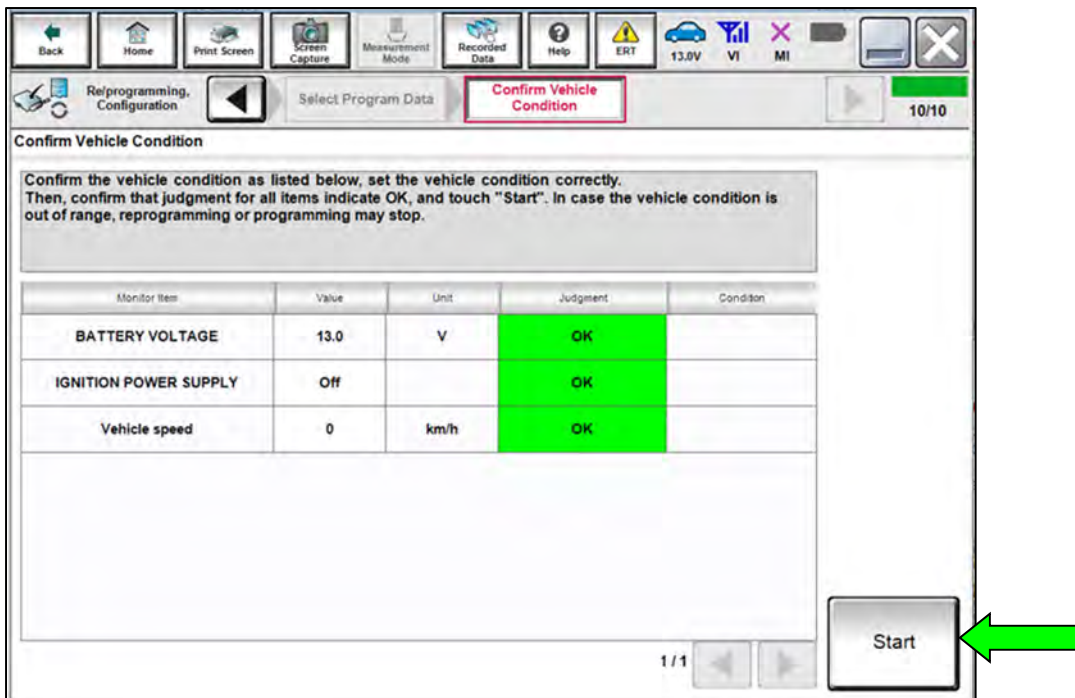 Back
Home
Print Screen
Screen
Capture
Measurement
Mode
Recorded
Data
Help
ERT
13.0V
VI
MI
Re/programming,
Configuration
Select Program Data
Confirm Vehicle
Condition
10/10
Confirm Vehicle Condition
Confirm the vehicle condition as listed below, set the vehicle condition correctly.
Then, confirm that judgment for all items indicate OK, and touch "Start". In case the vehicle condition is
out of range, reprogramming or programming may stop.
Monitor Item Value Unit Judgment Condition
BATTERY VOLTAGE 13.0 V OK
IGNITION POWER SUPPLY Off OK
Vehicle speed 0 km/h OK
Start
1/1